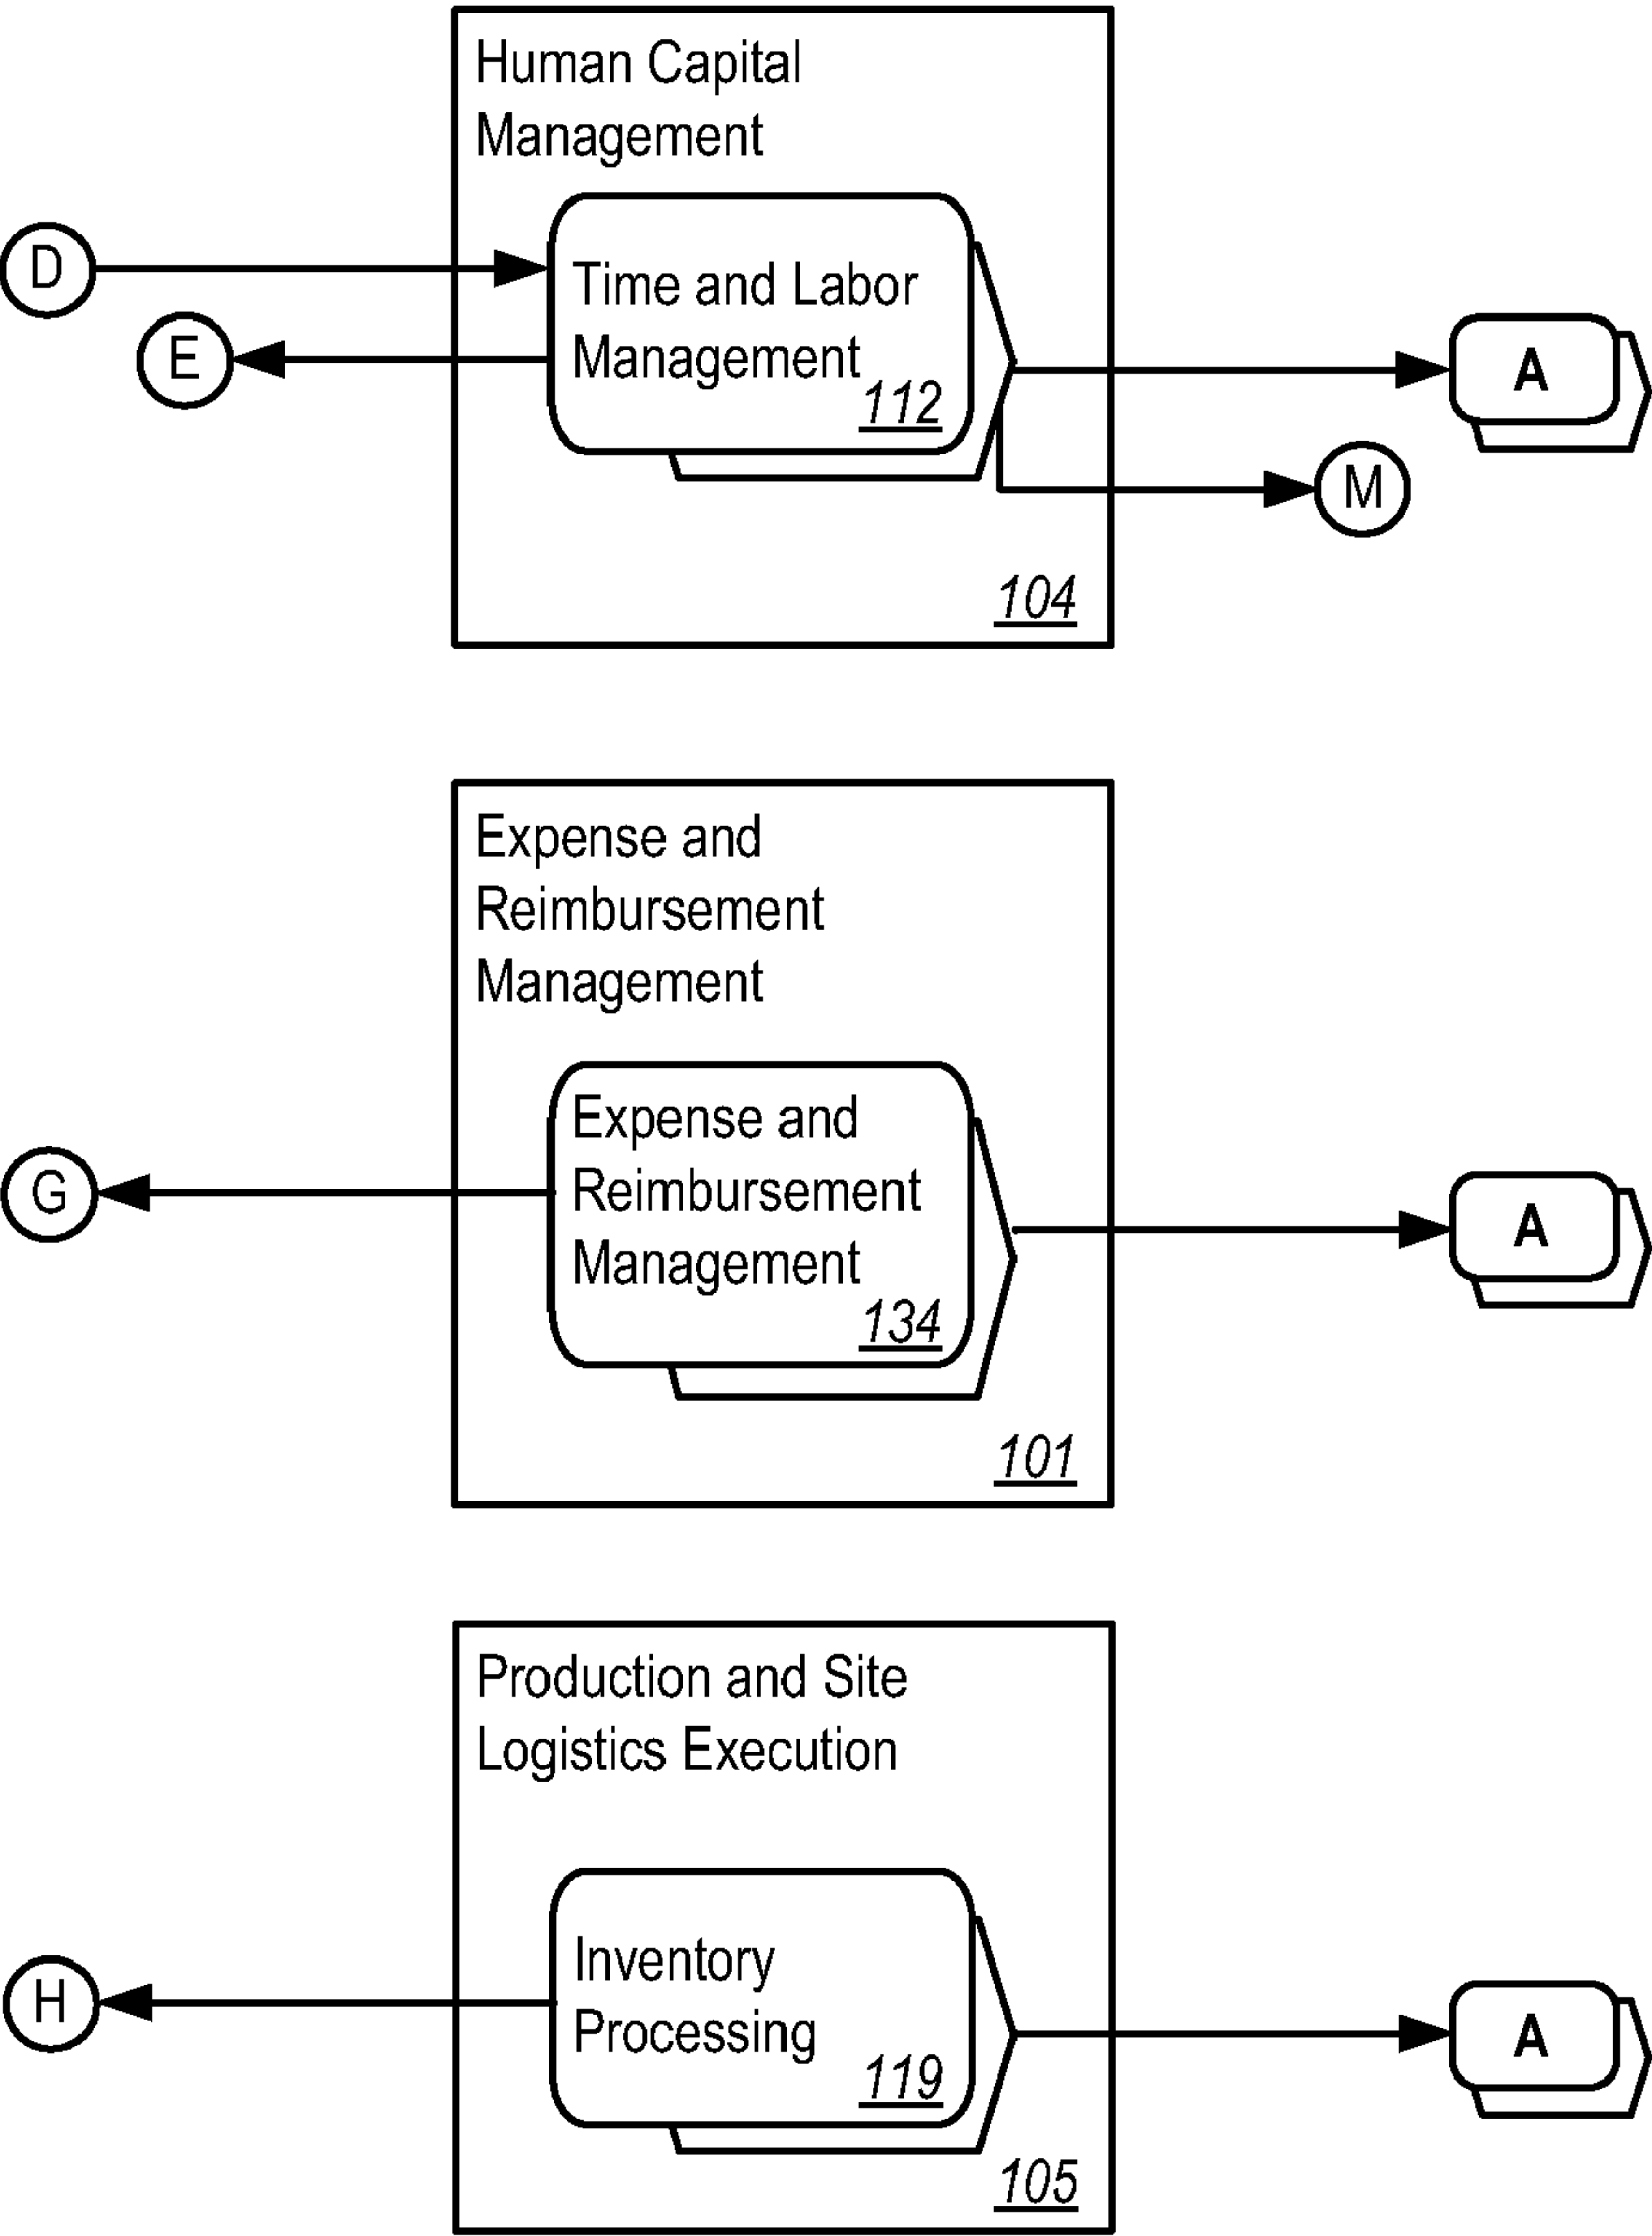 Human Capital
Management
D
Time and Labor
E
Management
A
112
M
104
Expense and
Reimbursement
Management
Expense and
G
Reimbursement
A
Management
134
101
Production and Site
Logistics Execution
Inventory
H
Processing
A
119
105